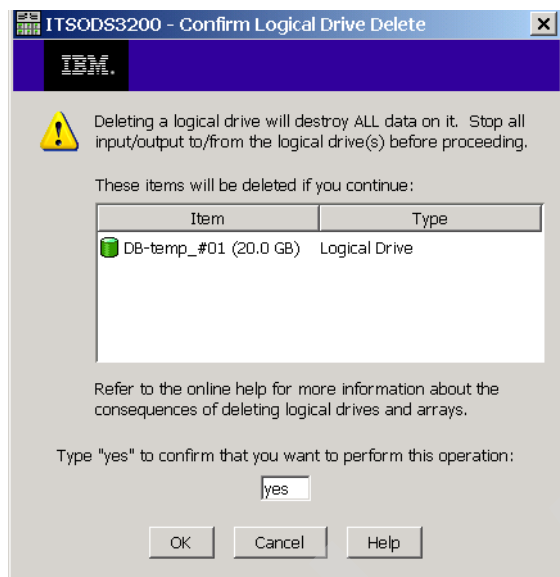 ITSODS3200 - Confirm Logical Drive Delete
IBM.
Deleting a logical drive will destroy ALL data on it. Stop all
input/output to/from the logical drive(s) before proceeding.
These items will be deleted if you continue:
Item Type
DB-temp_#01 (20.0 GB) Logical Drive
Refer to the online help for more information about the
consequences of deleting logical drives and arrays.
Type "yes" to confirm that you want to perform this operation:
yes
OK Cancel Help